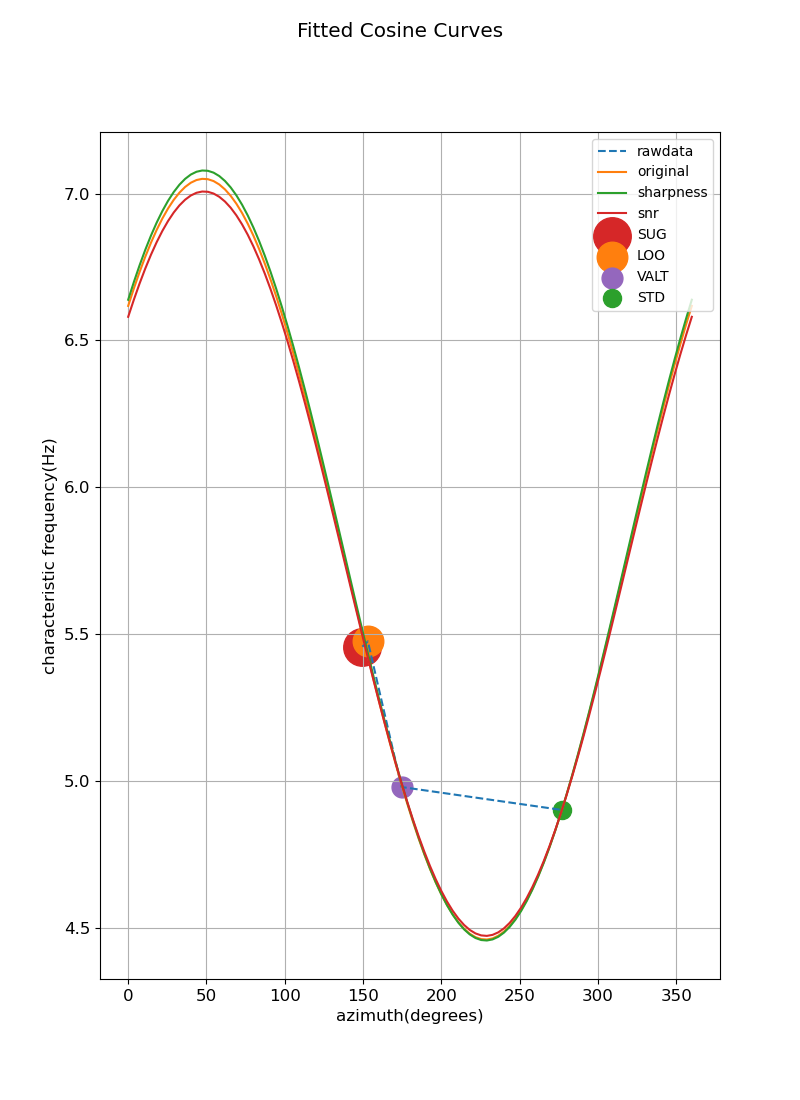 Fitted Cosine Curves
rawdata
original
sharpness
snr
SUG
LOO
VALT
STD
7.0
6.5
6.0
5.5
5.0
4.5
characteristic frequency(Hz)
0 50 100 150 200 250 300 350
azimuth(degrees)